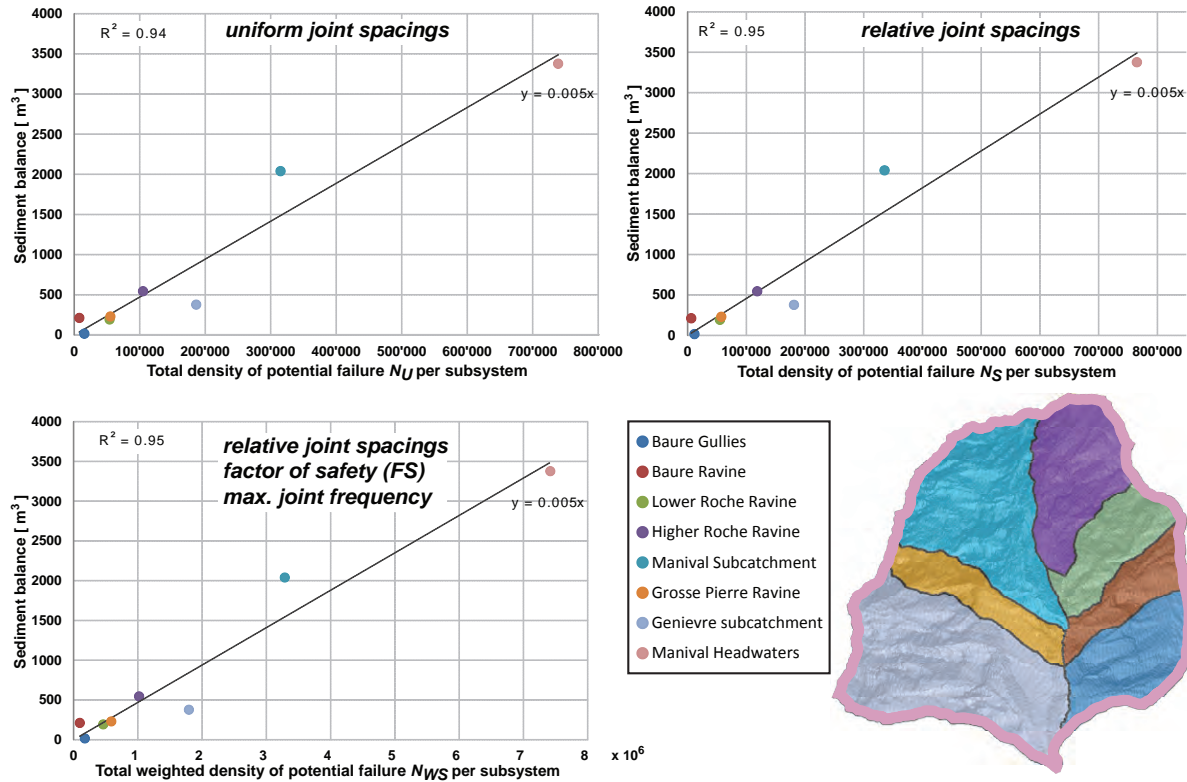 uniform joint spacings
R² = 0.94
y = 0.005x
Sediment balance [ m³ ]
4000
3500
3000
2500
2000
1500
1000
500
0
0 100'000 200'000 300'000 400'000 500'000 600'000 700'000 800'000
Total density of potential failure NU per subsystem
relative joint spacings
R² = 0.95
y = 0.005x
Sediment balance [ m³ ]
4000
3500
3000
2500
2000
1500
1000
500
0
0 100'000 200'000 300'000 400'000 500'000 600'000 700'000 800'000
Total density of potential failure NS per subsystem
R² = 0.95
relative joint spacings
factor of safety (FS)
max. joint frequency
y = 0.005x
Sediment balance [ m³ ]
4000
3500
3000
2500
2000
1500
1000
500
0
0 1 2 3 4 5 6 7 8 x 10⁶
Total weighted density of potential failure NWS per subsystem
Baure Gullies
Baure Ravine
Lower Roche Ravine
Higher Roche Ravine
Manival Subcatchment
Grosse Pierre Ravine
Genievre subcatchment
Manival Headwaters